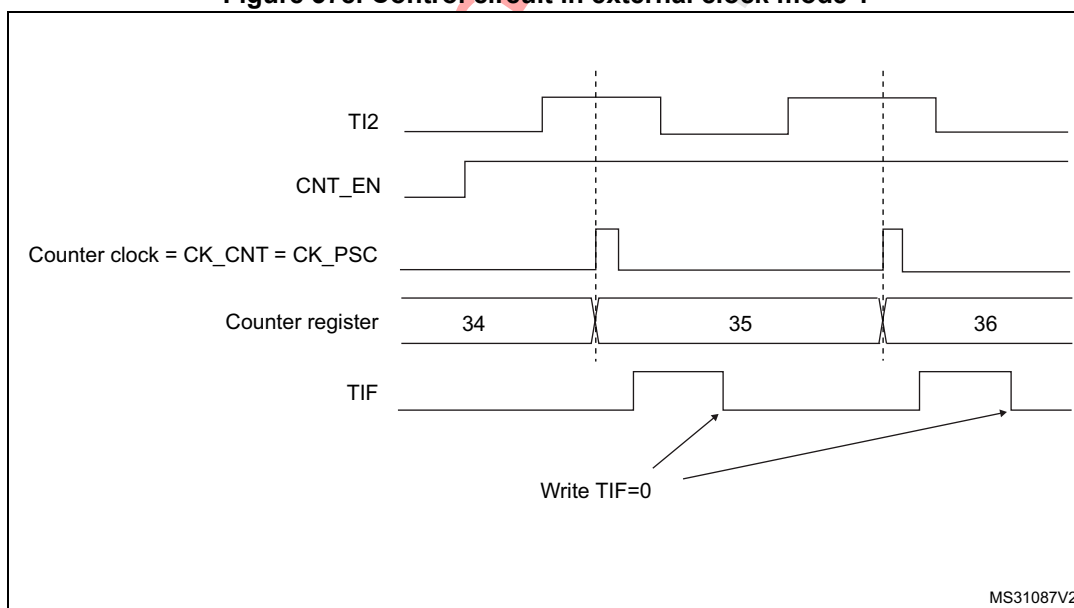 TI2
CNT_EN
Counter clock = CK_CNT = CK_PSC
Counter register 34 35 36
TIF
Write TIF=0
MS31087V2